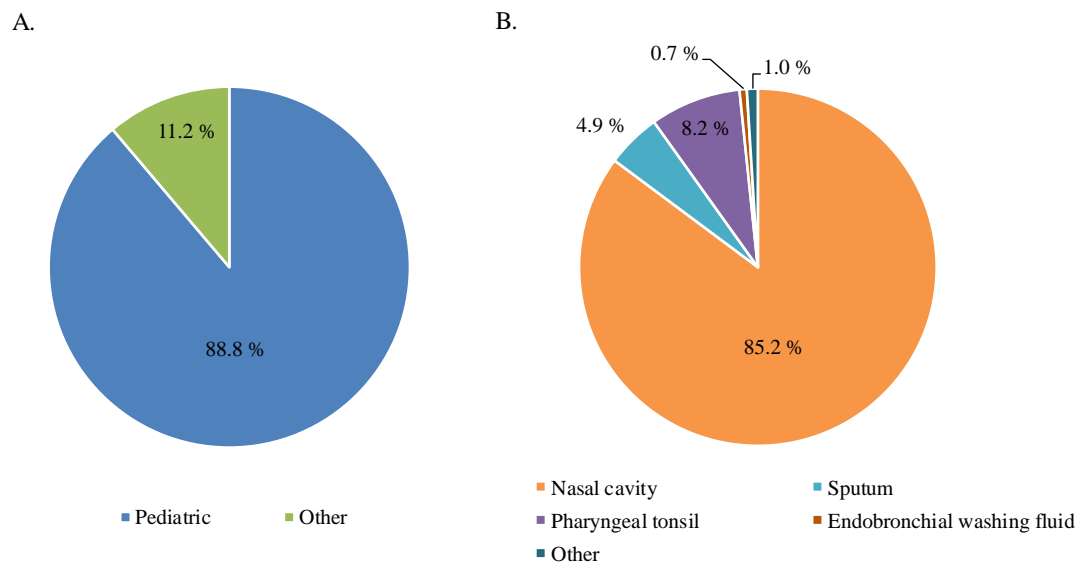 A.
11.2 %
88.8 %
Pediatric
Other
B.
0.7 %
1.0 %
4.9 %
8.2 %
85.2 %
Nasal cavity
Sputum
Pharyngeal tonsil
Endobronchial washing fluid
Other